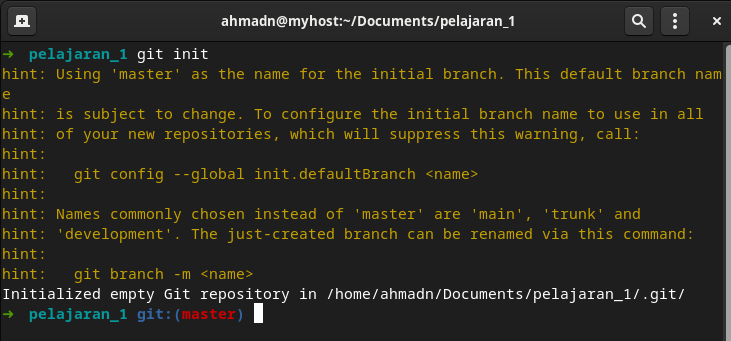 ahmadn@myhost:~/Documents/pelajaran_1
→ pelajaran_1 git init
hint: Using 'master' as the name for the initial branch. This default branch nam
e
hint: is subject to change. To configure the initial branch name to use in all
hint: of your new repositories, which will suppress this warning, call:
hint:
hint:   git config --global init.defaultBranch <name>
hint:
hint: Names commonly chosen instead of 'master' are 'main', 'trunk' and
hint: 'development'. The just-created branch can be renamed via this command:
hint:
hint:   git branch -m <name>
Initialized empty Git repository in /home/ahmadn/Documents/pelajaran_1/.git/
→ pelajaran_1 git:(master)